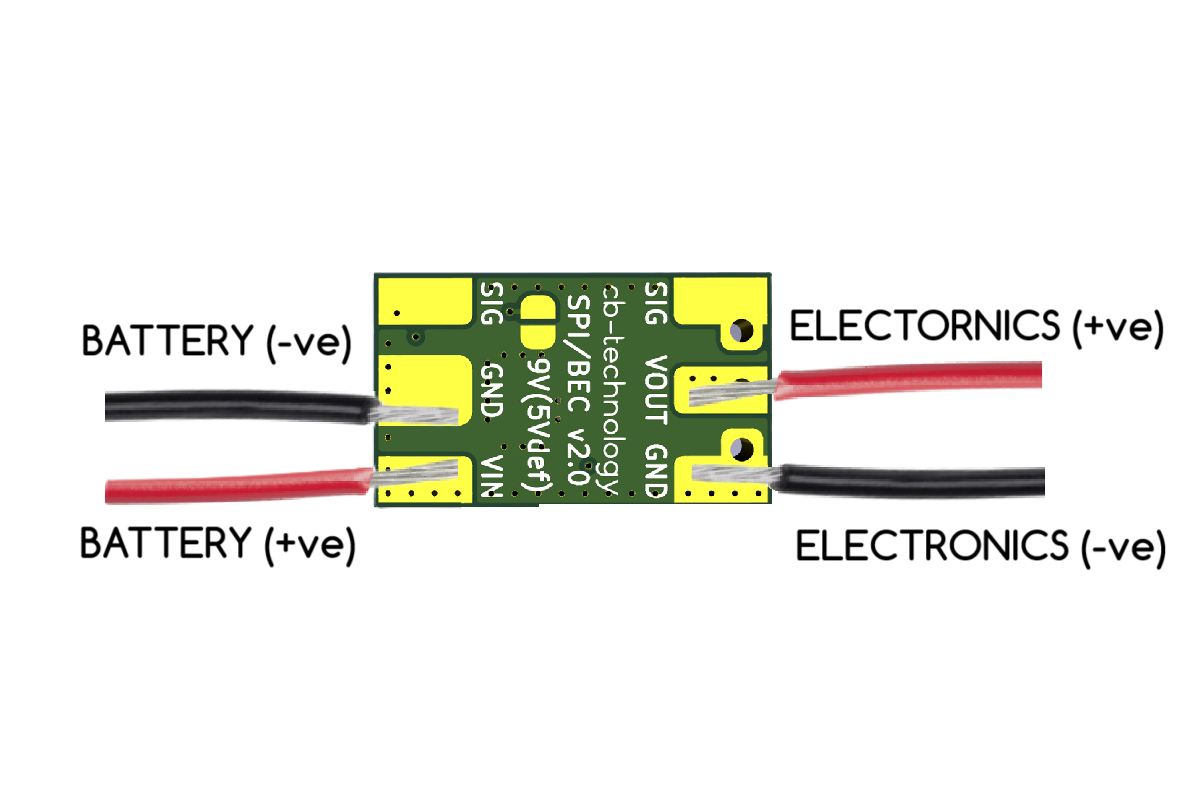 BATTERY (-ve)
BATTERY (+ve)
SIG
GND
VIN
9V(5Vdef)
SPI/BEC v2.0
cb-technology
SIG
VOUT
GND
ELECTORNICS (+ve)
ELECTRONICS (-ve)